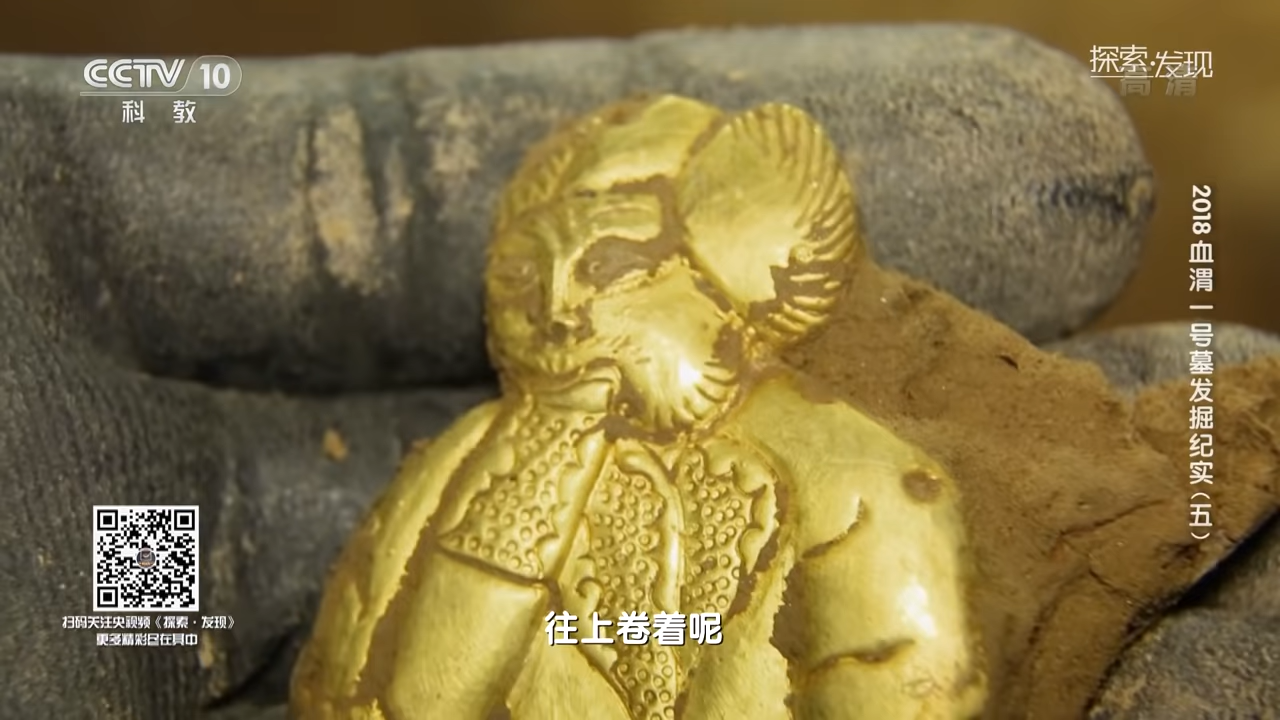 CCTV 10
科教
探索·发现
高清
2018血渭一号墓发掘纪实(五)
往上卷着呢
扫码关注央视频《探索·发现》
更多精彩尽在其中